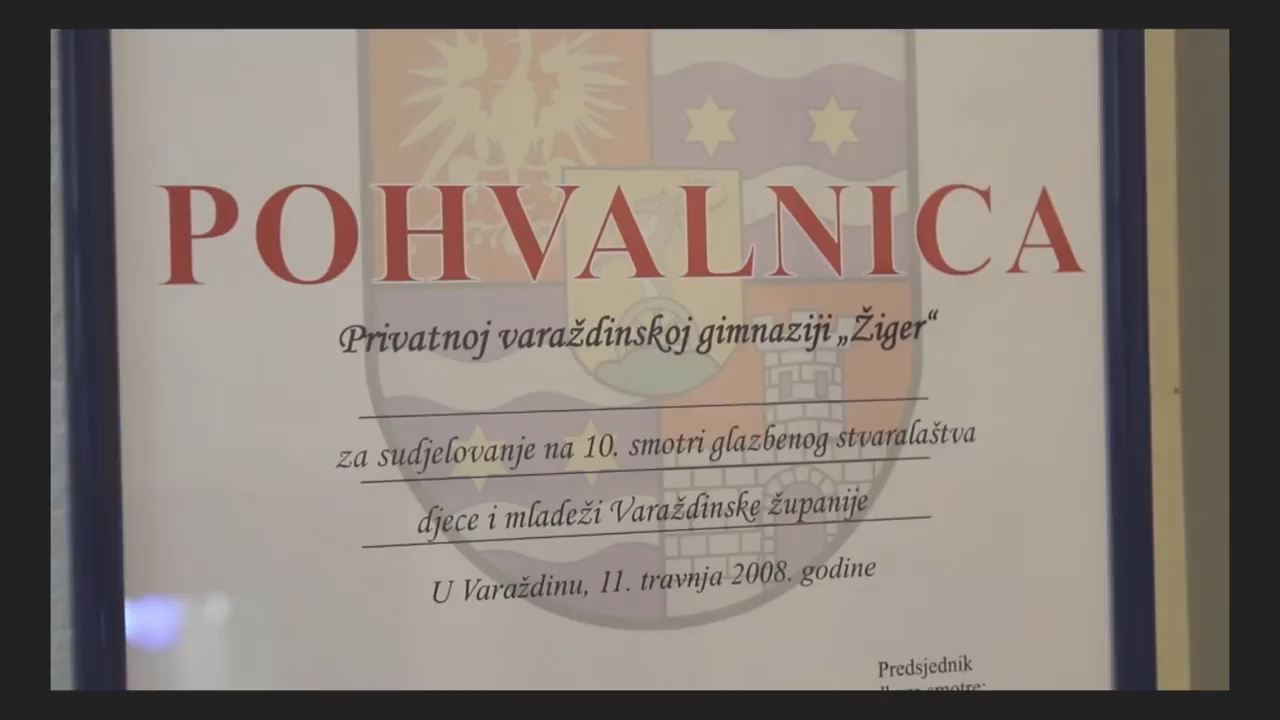 POHVALNICA
Privatnoj varaždinskoj gimnaziji „Žiger“
za sudjelovanje na 10. smotri glazbenog stvaralaštva
djece i mladeži Varaždinske županije
U Varaždinu, 11. travnja 2008. godine
Predsjednik
smotre: